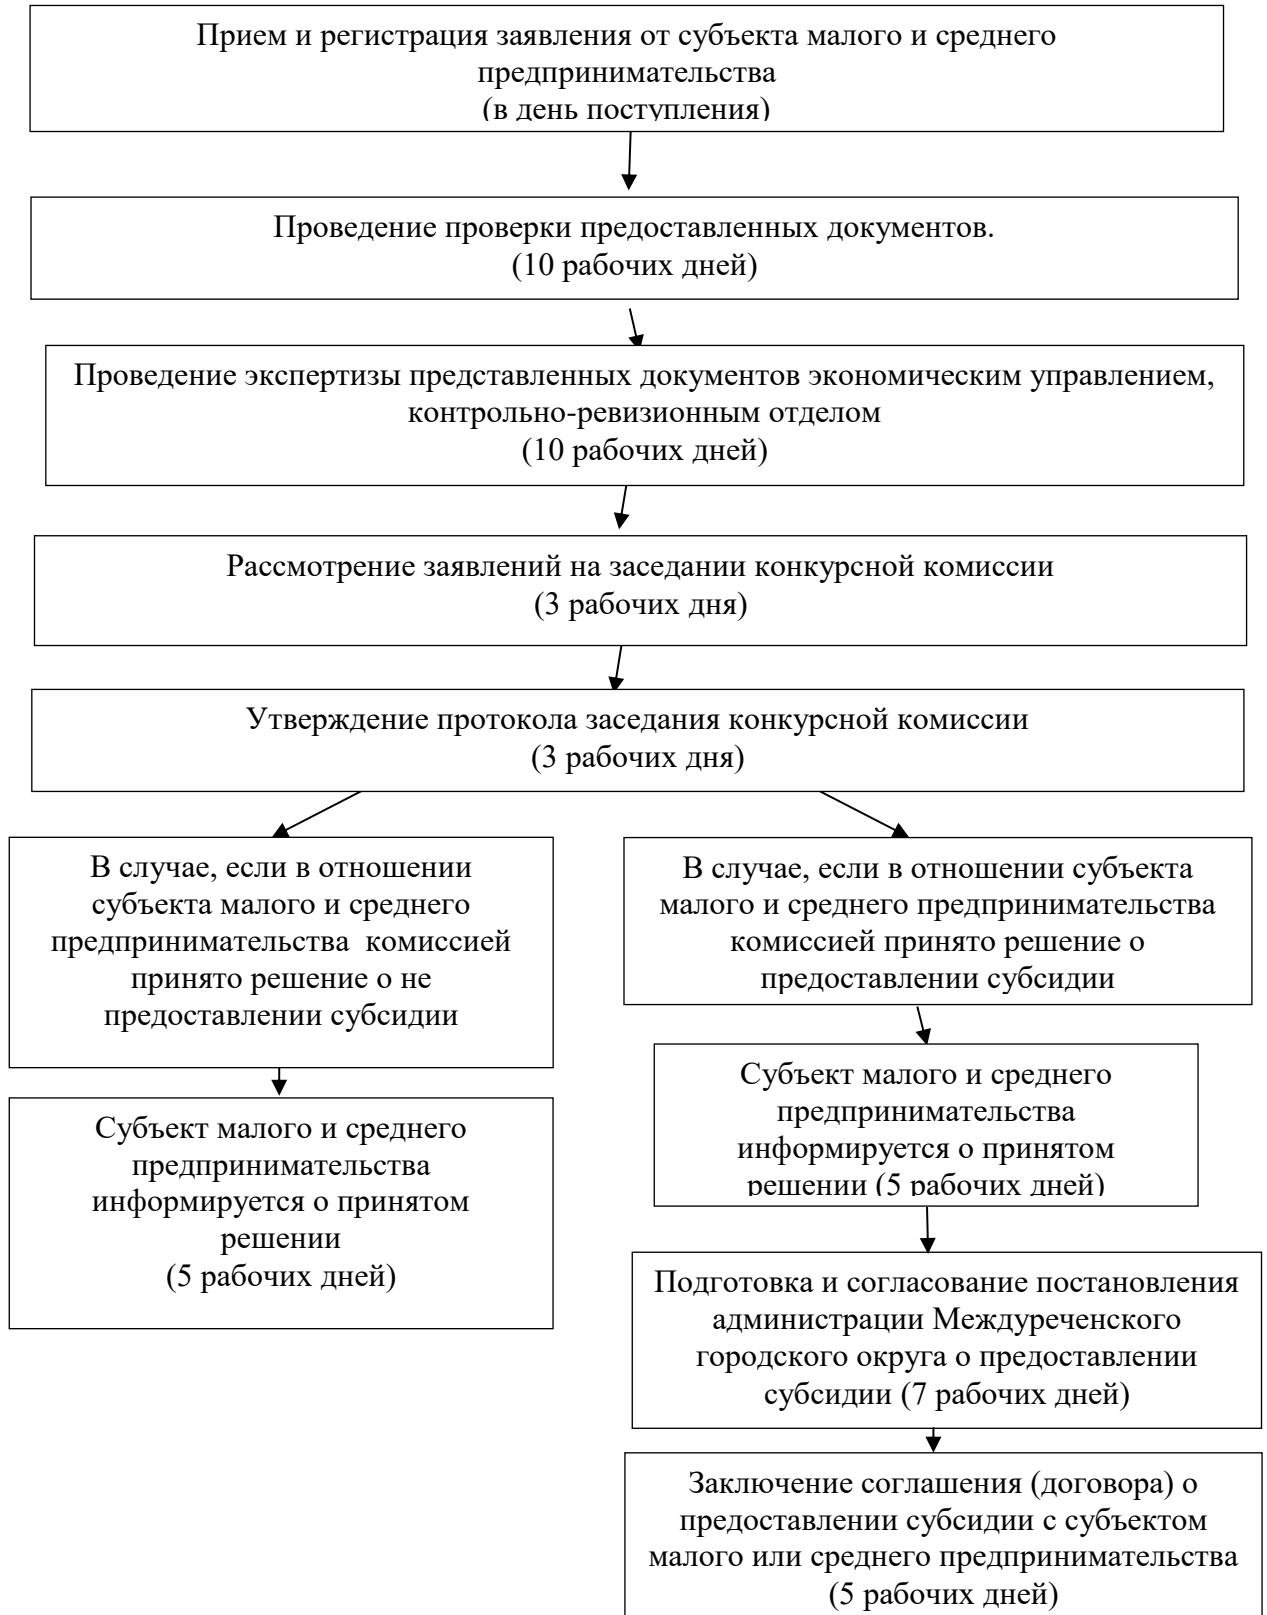 Прием и регистрация заявления от субъекта малого и среднего
предпринимательства
(в день поступления)
Проведение проверки предоставленных документов.
(10 рабочих дней)
Проведение экспертизы представленных документов экономическим управлением,
контрольно-ревизионным отделом
(10 рабочих дней)
Рассмотрение заявлений на заседании конкурсной комиссии
(3 рабочих дня)
Утверждение протокола заседания конкурсной комиссии
(3 рабочих дня)
В случае, если в отношении
субъекта малого и среднего
предпринимательства комиссией
принято решение о не
предоставлении субсидии
Субъект малого и среднего
предпринимательства
информируется о принятом
решении
(5 рабочих дней)
В случае, если в отношении субъекта
малого и среднего предпринимательства
комиссией принято решение о
предоставлении субсидии
Субъект малого и среднего
предпринимательства
информируется о принятом
решении (5 рабочих дней)
Подготовка и согласование постановления
администрации Междуреченского
городского округа о предоставлении
субсидии (7 рабочих дней)
Заключение соглашения (договора) о
предоставлении субсидии с субъектом
малого или среднего предпринимательства
(5 рабочих дней)